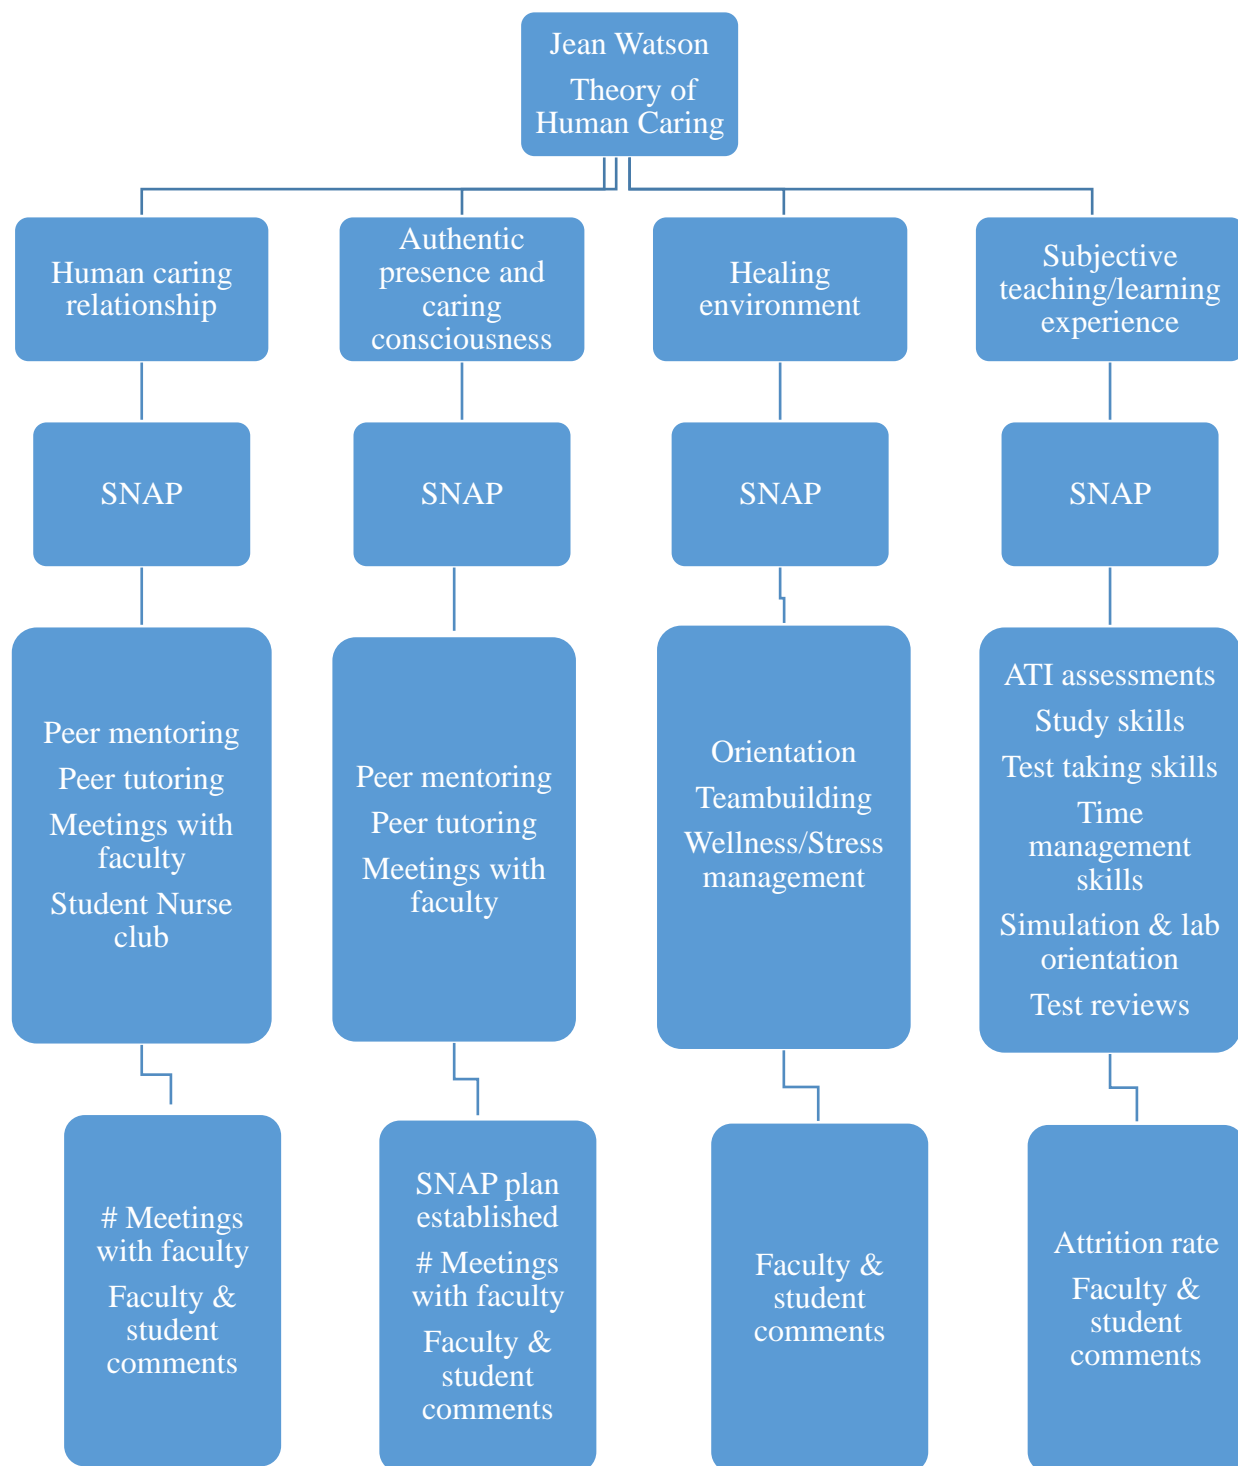 Jean Watson
Theory of
Human Caring
Human caring
relationship
Authentic
presence and
caring
consciousness
Healing
environment
Subjective
teaching/learning
experience
SNAP
SNAP
SNAP
SNAP
Peer mentoring
Peer tutoring
Meetings with
faculty
Student Nurse
club
Peer mentoring
Peer tutoring
Meetings with
faculty
Orientation
Teambuilding
Wellness/Stress
management
ATI assessments
Study skills
Test taking skills
Time
management
skills
Simulation & lab
orientation
Test reviews
# Meetings
with faculty
Faculty &
student
comments
SNAP plan
established
# Meetings
with faculty
Faculty &
student
comments
Faculty &
student
comments
Attrition rate
Faculty &
student
comments